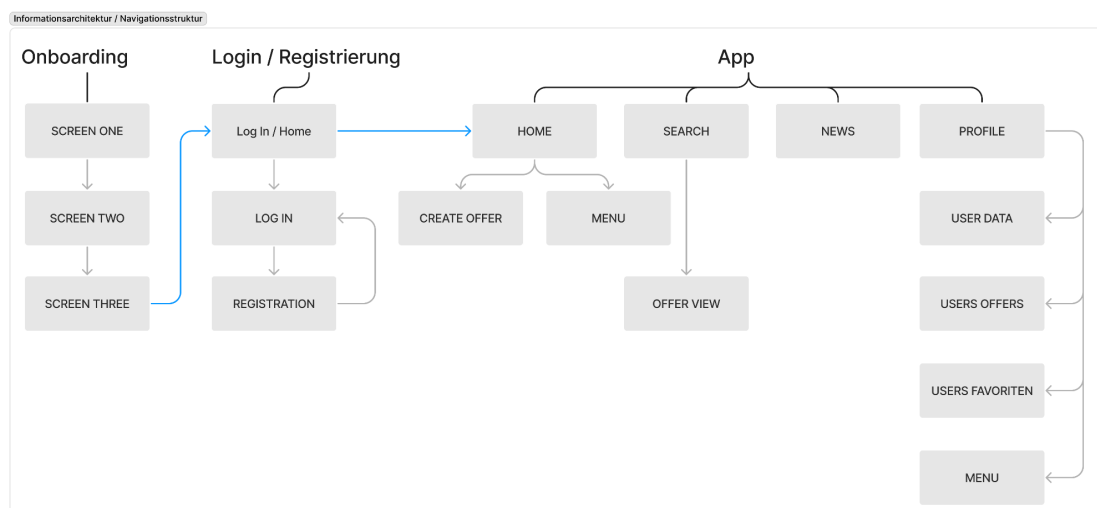 Informationsarchitektur / Navigationsstruktur
Onboarding
Login / Registrierung
App
SCREEN ONE
Log In / Home
HOME
SEARCH
NEWS
PROFILE
SCREEN TWO
LOG IN
CREATE OFFER
MENU
USER DATA
SCREEN THREE
REGISTRATION
OFFER VIEW
USERS OFFERS
USERS FAVORITEN
MENU